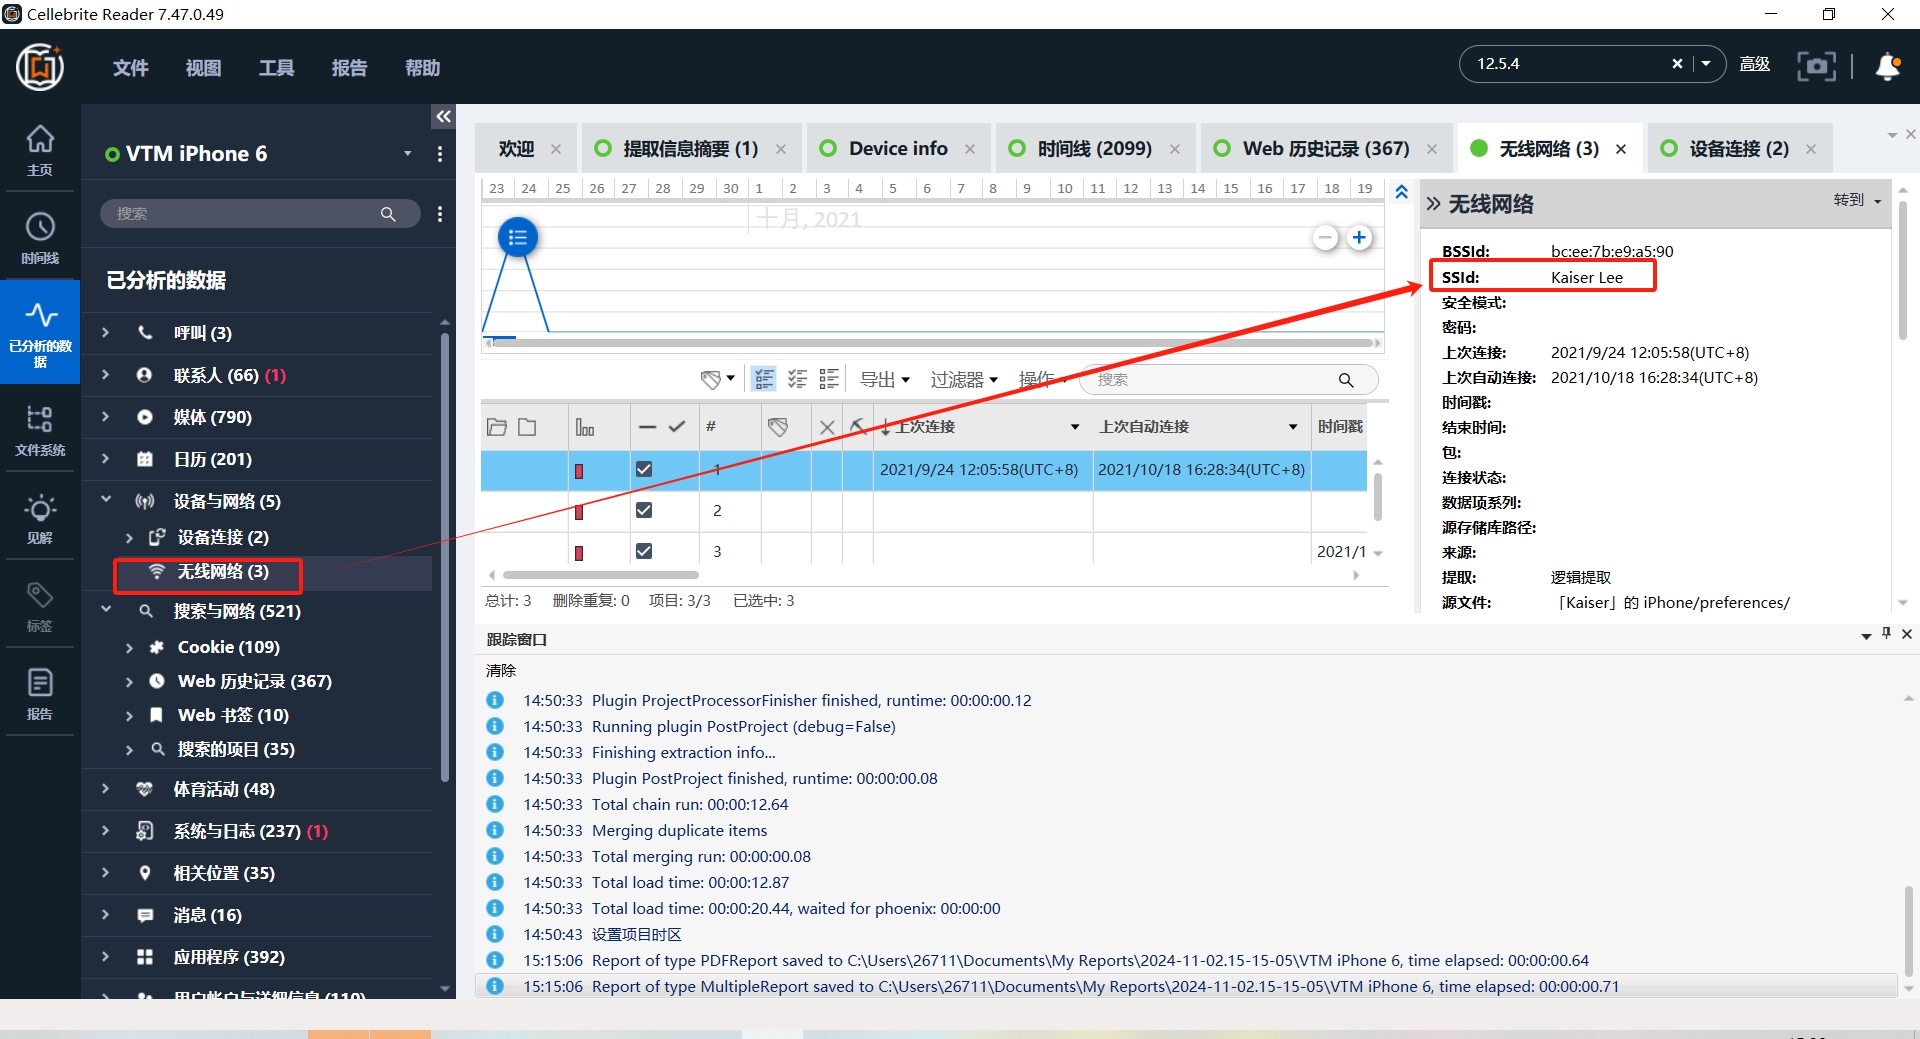 Cellebrite Reader 7.47.0.49
文件 视图 工具 报告 帮助
12.5.4 高级
主页
时间线
已分析的数据
文件系统
见解
标签
报告
VTM iPhone 6
搜索
已分析的数据
呼叫 (3)
联系人 (66) (1)
媒体 (790)
日历 (201)
设备与网络 (5)
设备连接 (2)
无线网络 (3)
搜索与网络 (521)
Cookie (109)
Web 历史记录 (367)
Web 书签 (10)
搜索的项目 (35)
体育活动 (48)
系统与日志 (237) (1)
相关位置 (35)
消息 (16)
应用程序 (392)
用户帐户与详细信息 (110)
欢迎 提取信息摘要 (1) Device info 时间线 (2099) Web 历史记录 (367) 无线网络 (3) 设备连接 (2)
23 24 25 26 27 28 29 30 1 2 3 4 5 6 7 8 9 10 11 12 13 14 15 16 17 18 19
十月, 2021
导出 过滤器 操作 搜索
# 上次连接 上次自动连接 时间戳
1 2021/9/24 12:05:58(UTC+8) 2021/10/18 16:28:34(UTC+8)
2
3 2021/1
总计: 3 删除重复: 0 项目: 3/3 已选中: 3
无线网络 转到
BSSId: bc:ee:7b:e9:a5:90
SSId: Kaiser Lee
安全模式:
密码:
上次连接: 2021/9/24 12:05:58(UTC+8)
上次自动连接: 2021/10/18 16:28:34(UTC+8)
时间戳:
结束时间:
包:
连接状态:
数据项系列:
源存储库路径:
来源:
提取: 逻辑提取
源文件: 「Kaiser」的 iPhone/preferences/
跟踪窗口
清除
14:50:33 Plugin ProjectProcessorFinisher finished, runtime: 00:00:00.12
14:50:33 Running plugin PostProject (debug=False)
14:50:33 Finishing extraction info...
14:50:33 Plugin PostProject finished, runtime: 00:00:00.08
14:50:33 Total chain run: 00:00:12.64
14:50:33 Merging duplicate items
14:50:33 Total merging run: 00:00:00.08
14:50:33 Total load time: 00:00:12.87
14:50:33 Total load time: 00:00:20.44, waited for phoenix: 00:00:00
14:50:43 设置项目时区
15:15:06 Report of type PDFReport saved to C:\Users\26711\Documents\My Reports\2024-11-02.15-15-05\VTM iPhone 6, time elapsed: 00:00:00.64
15:15:06 Report of type MultipleReport saved to C:\Users\26711\Documents\My Reports\2024-11-02.15-15-05\VTM iPhone 6, time elapsed: 00:00:00.71